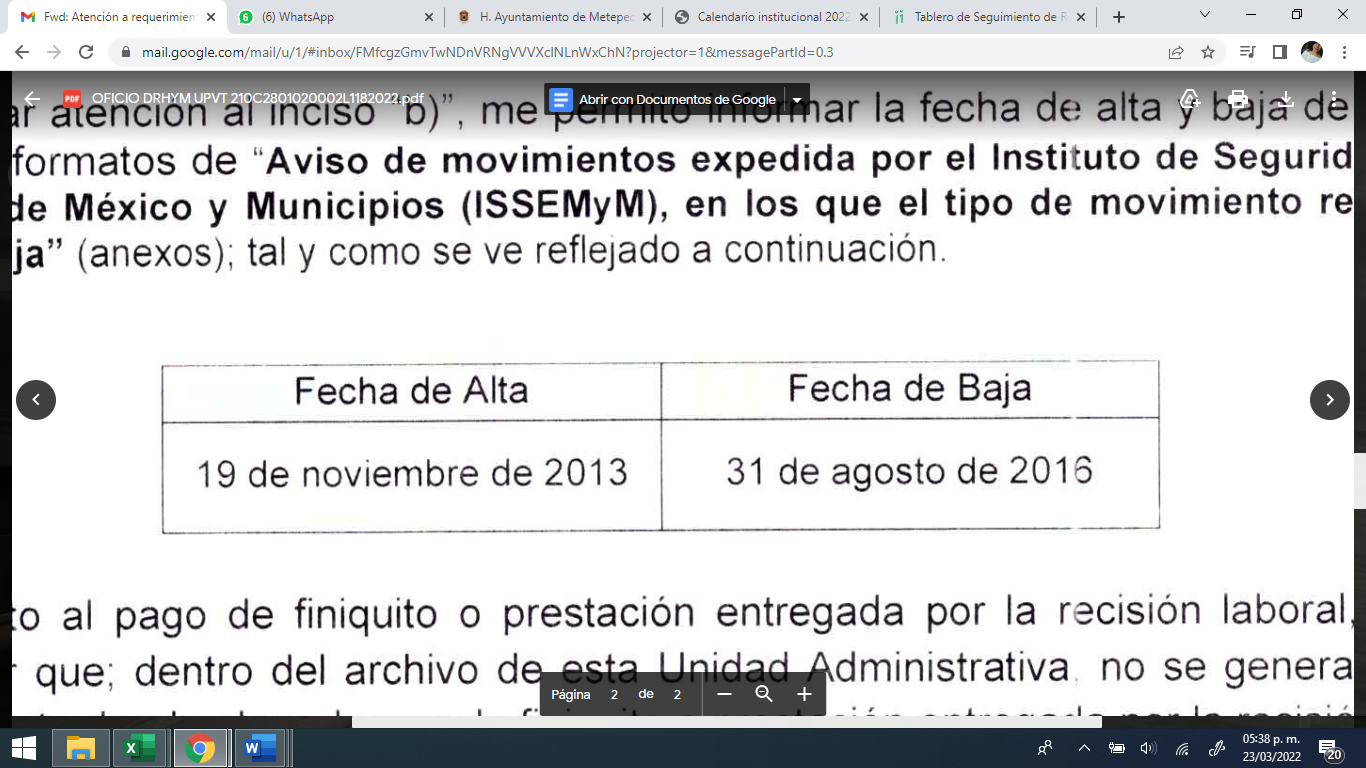 Fwd: Atención a requerimien
(6) WhatsApp
H. Ayuntamiento de Metepec
Calendario institucional 2022
Tablero de Seguimiento de R
mail.google.com/mail/u/1/#inbox/FMfcgzGmvTwNDnVRNgVVVXclNLnWxChN?projector=1&messagePartId=0.3
PDF OFICIO DRHYM UPVT 210C2801020002L1182022.pdf
Abrir con Documentos de Google
ar atención al inciso "b)", me permito informar la fecha de alta y baja de
formatos de "Aviso de movimientos expedida por el Instituto de Segurid
de México y Municipios (ISSEMyM), en los que el tipo de movimiento re
ja" (anexos); tal y como se ve reflejado a continuación.
Fecha de Alta Fecha de Baja
19 de noviembre de 2013 31 de agosto de 2016
to al pago de finiquito o prestación entregada por la recisión laboral,
r que; dentro del archivo de esta Unidad Administrativa, no se genera
Página 2 de 2
05:38 p. m.
23/03/2022
20